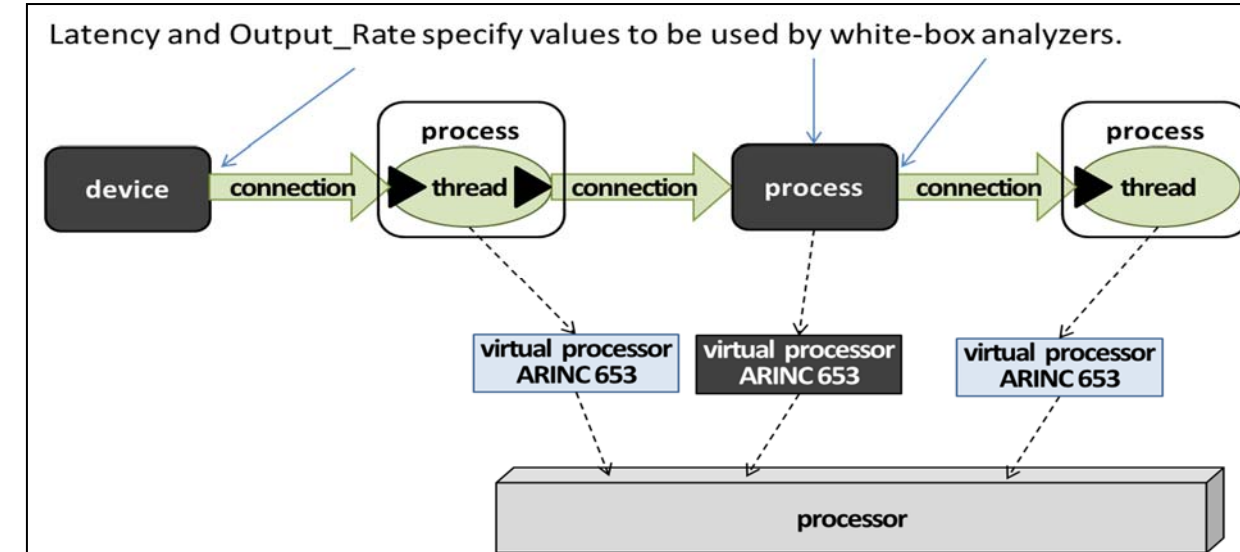 Latency and Output_Rate specify values to be used by white-box analyzers.
process
process
device
connection
thread
connection
process
connection
thread
virtual processor
ARINC 653
virtual processor
ARINC 653
virtual processor
ARINC 653
processor